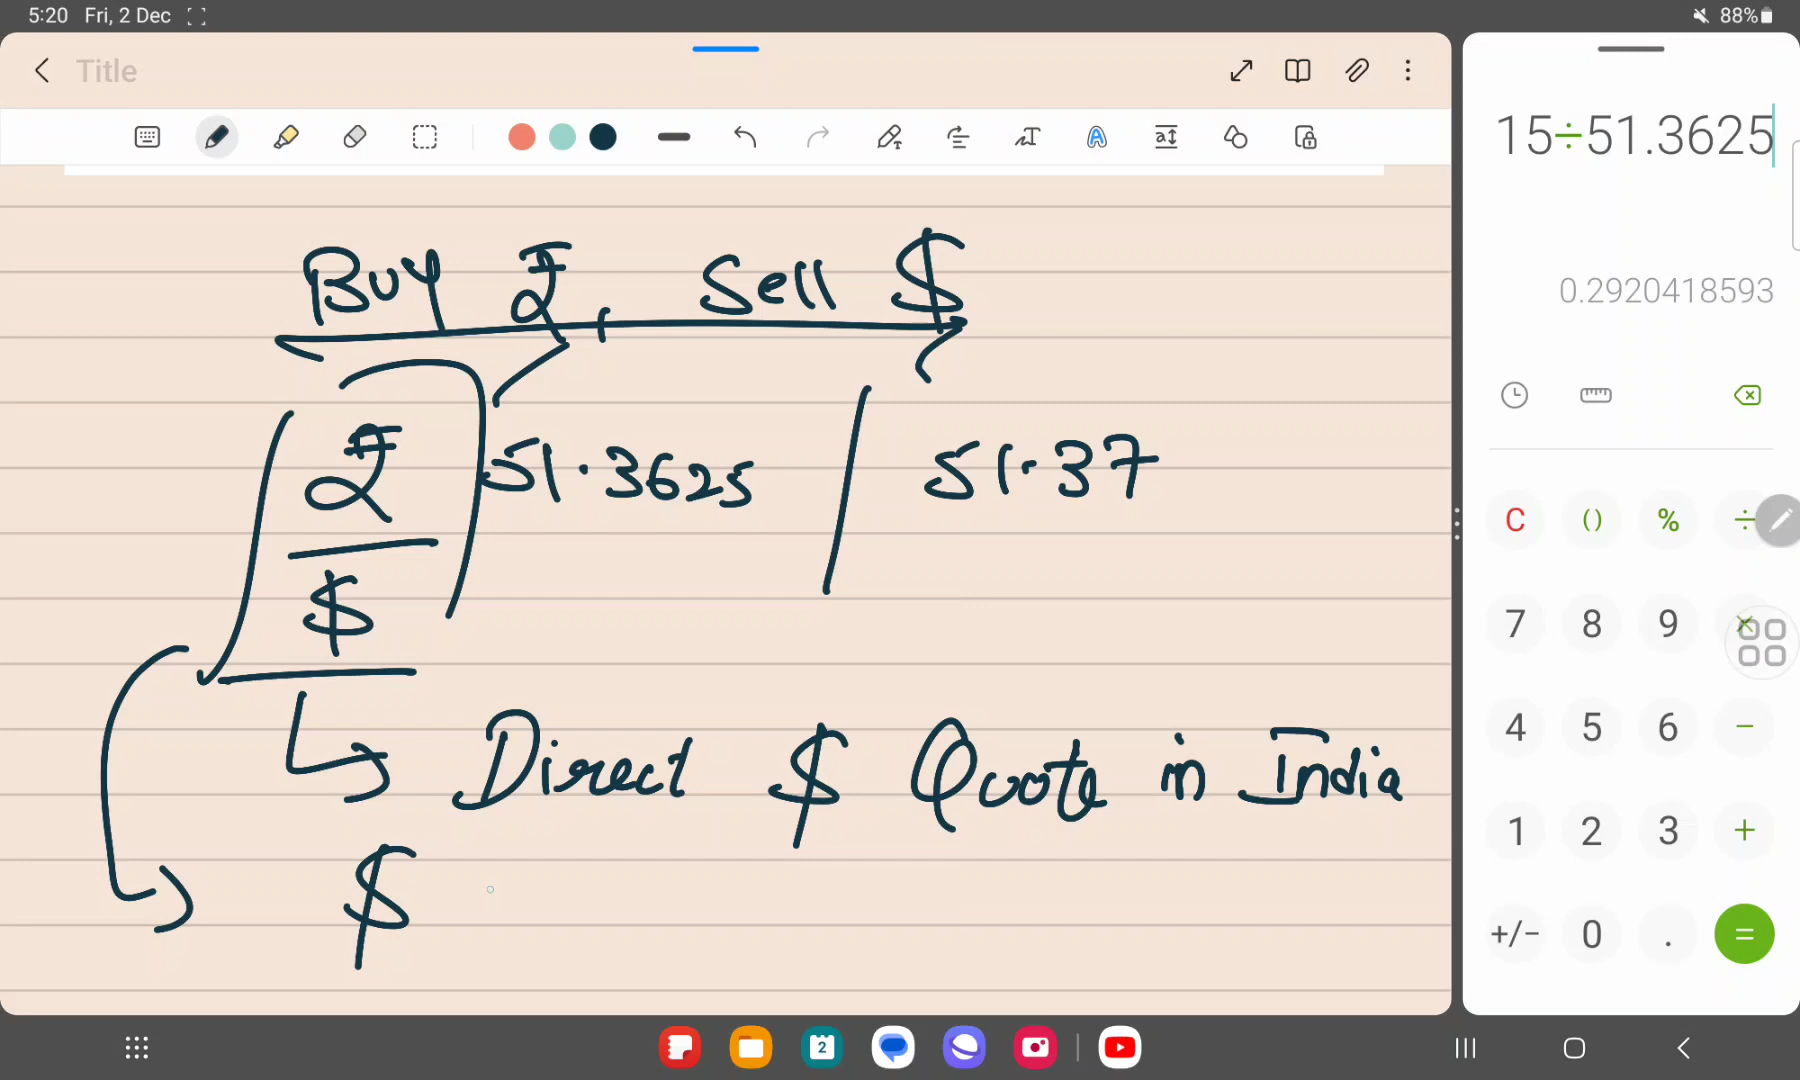 5:20 Fri, 2 Dec
88%
Title
15÷51.3625
0.2920418593
Buy ₹, Sell $
₹ 51.3625 / 51.37
$
Direct $ Quote in India
$
C () % ÷
7 8 9 ×
4 5 6 −
1 2 3 +
+/− 0 . =
2